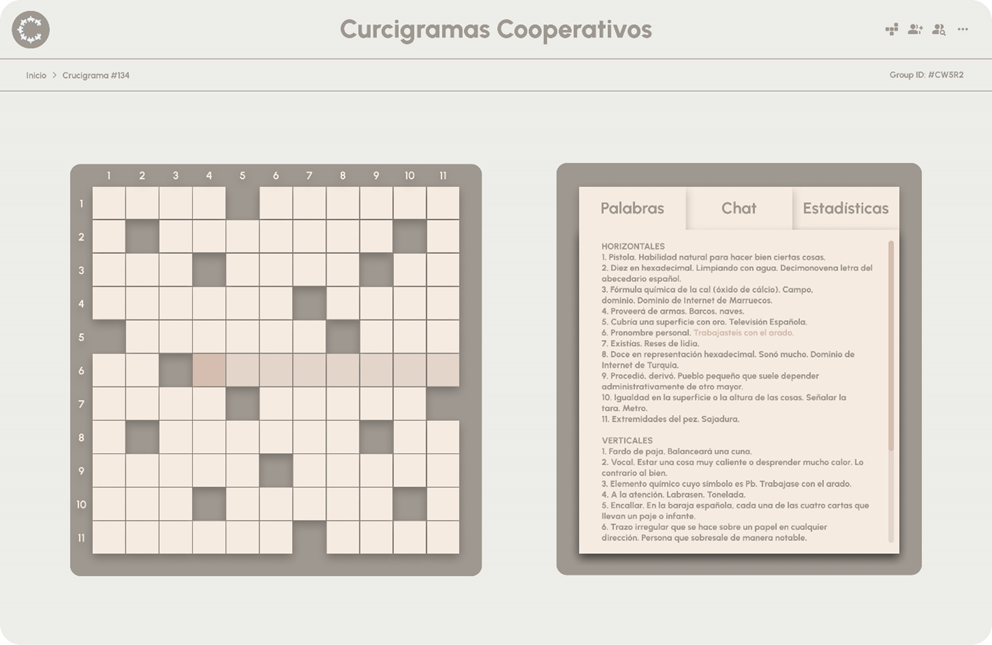 Curcigramas Cooperativos
Inicio > Crucigrama #134
Group ID: #CW5R2
1 2 3 4 5 6 7 8 9 10 11
1
2
3
4
5
6
7
8
9
10
11
Palabras Chat Estadísticas
HORIZONTALES
1. Pistola. Habilidad natural para hacer bien ciertas cosas.
2. Diez en hexadecimal. Limpiando con agua. Decimonovena letra del
abecedario español.
3. Fórmula química de la cal (óxido de cálcio). Campo,
dominio. Dominio de Internet de Marruecos.
4. Proveerá de armas. Barcos, naves.
5. Cubría una superficie con oro. Televisión Española.
6. Pronombre personal. Trabajasteis con el arado.
7. Existías. Reses de lidia.
8. Doce en representación hexadecimal. Sonó mucho. Dominio de
Internet de Turquía.
9. Procedió, derivó. Pueblo pequeño que suele depender
administrativamente de otro mayor.
10. Igualdad en la superficie o la altura de las cosas. Señalar la
tara. Metro.
11. Extremidades del pez. Sajadura.
VERTICALES
1. Fardo de paja. Balanceará una cuna.
2. Vocal. Estar una cosa muy caliente o desprender mucho calor. Lo
contrario al bien.
3. Elemento químico cuyo símbolo es Pb. Trabajase con el arado.
4. A la atención. Labrasen. Tonelada.
5. Encallar. En la baraja española, cada una de las cuatro cartas que
llevan un paje o infante.
6. Trazo irregular que se hace sobre un papel en cualquier
dirección. Persona que sobresale de manera notable.